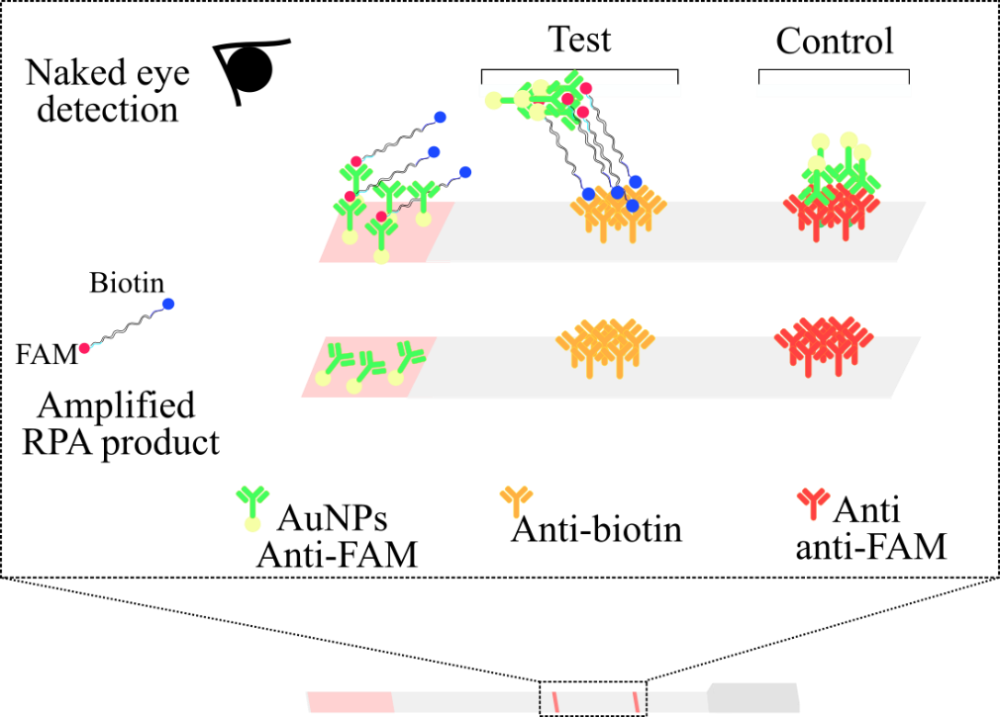 Naked eye
detection
Test
Control
Biotin
FAM
Amplified
RPA product
AuNPs
Anti-FAM
Anti-biotin
Anti
anti-FAM